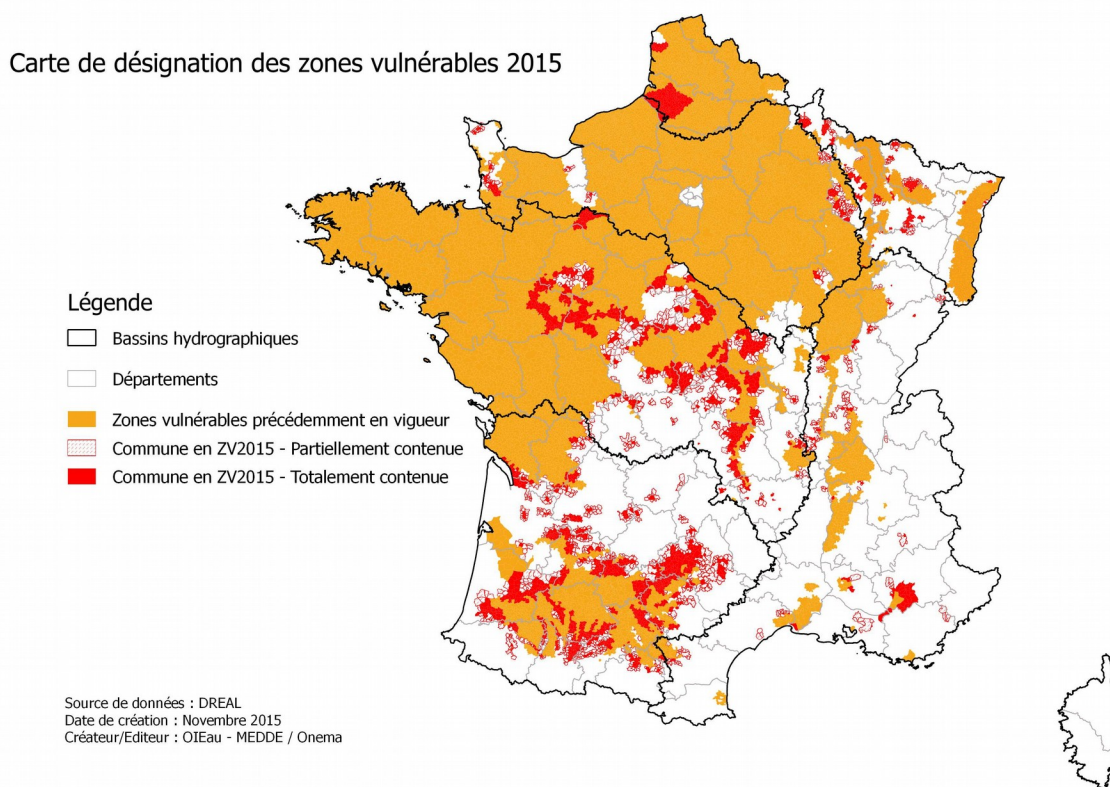 Carte de désignation des zones vulnérables 2015
Légende
Bassins hydrographiques
Départements
Zones vulnérables précédemment en vigueur
Commune en ZV2015 - Partiellement contenue
Commune en ZV2015 - Totalement contenue
Source de données : DREAL
Date de création : Novembre 2015
Créateur/Editeur : OIEau - MEDDE / Onema